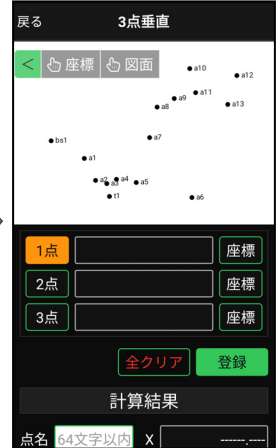 戻る 3点垂直
< 座標 図面
a10
a12
a11
a9
a8
a13
bs1
a7
a1
a2 a3 a4 a5
t1
a6
1点 座標
2点 座標
3点 座標
全クリア 登録
計算結果
点名 64文字以内 X ------.----